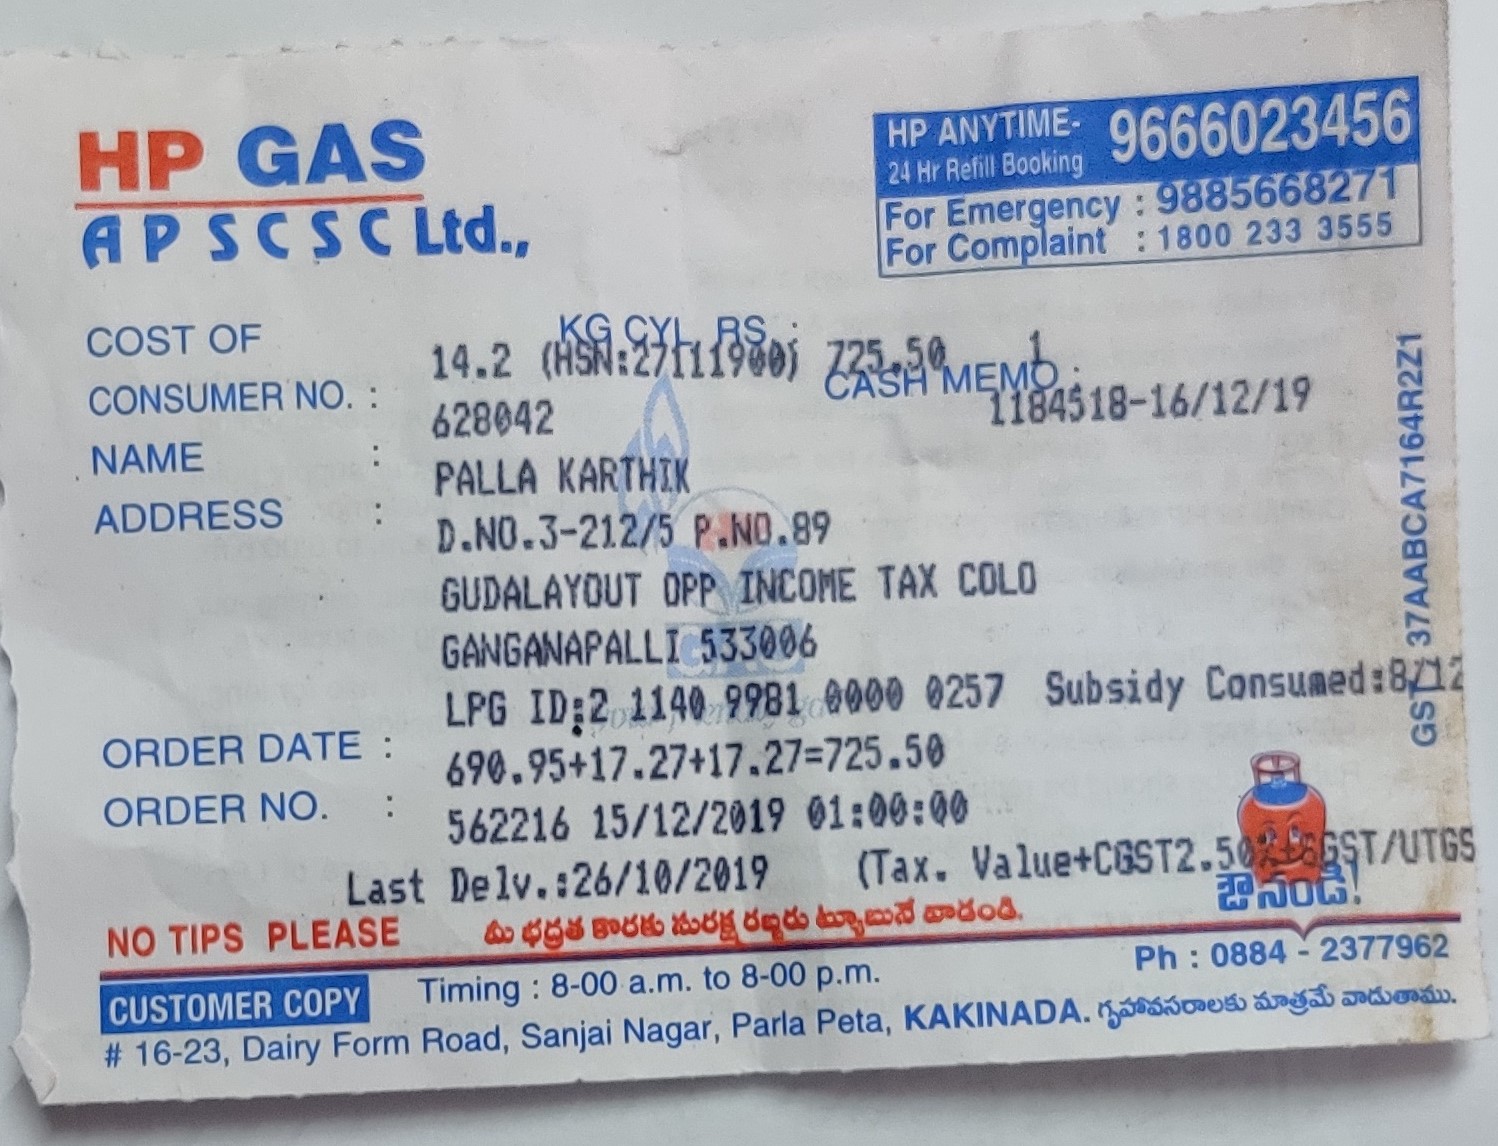 HP GAS
A P S C S C Ltd.,
HP ANYTIME- 9666023456
24 Hr Refill Booking
For Emergency : 9885668271
For Complaint : 1800 233 3555
COST OF KG CYL. RS. :
14.2 (HSN:27111900) 725.50 1
CONSUMER NO. : 628042 CASH MEMO : 1184518-16/12/19
NAME : PALLA KARTHIK
ADDRESS : D.NO.3-212/5 P.NO.89
GUDALAYOUT OPP INCOME TAX COLO
GANGANAPALLI 533006
LPG ID:2 1140 9981 0000 0257 Subsidy Consumed:8/12
ORDER DATE : 690.95+17.27+17.27=725.50
ORDER NO. : 562216 15/12/2019 01:00:00
Last Delv.:26/10/2019 (Tax. Value+CGST2.50%+SGST/UTGS
GST 37AABCA7164R2Z1
ఔనండి!
NO TIPS PLEASE మీ భద్రత కొరకు సురక్ష రబ్బరు ట్యూబునే వాడండి.
CUSTOMER COPY Timing : 8-00 a.m. to 8-00 p.m. Ph : 0884 - 2377962
# 16-23, Dairy Form Road, Sanjai Nagar, Parla Peta, KAKINADA. గృహావసరాలకు మాత్రమే వాడుతాము.